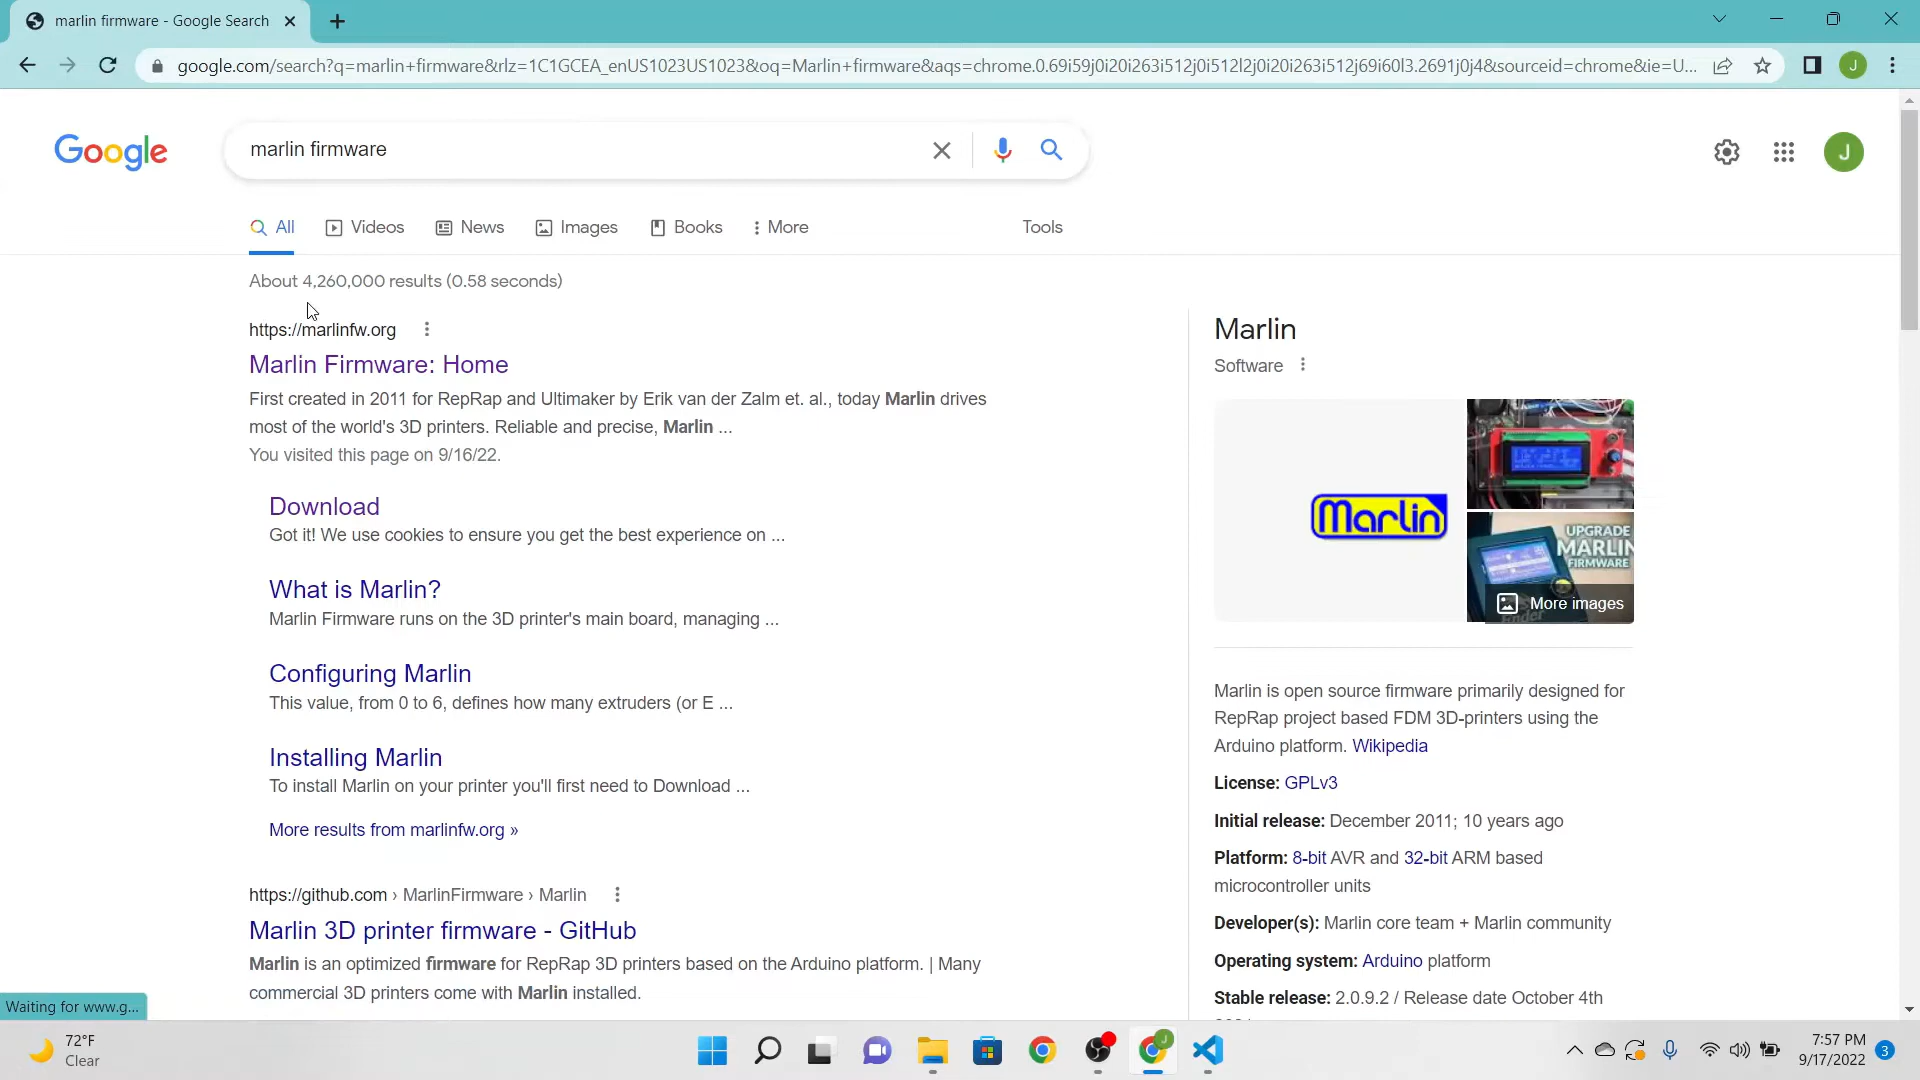 marlin firmware - Google Search
google.com/search?q=marlin+firmware&rlz=1C1GCEA_enUS1023US1023&oq=Marlin+firmware&aqs=chrome.0.69i59j0i20i263i512j0i512l2j0i20i263i512j69i60l3.2691j0j4&sourceid=chrome&ie=U...
J
Google
marlin firmware
J
All
Videos
News
Images
Books
More
Tools
About 4,260,000 results (0.58 seconds)
https://marlinfw.org
Marlin Firmware: Home
First created in 2011 for RepRap and Ultimaker by Erik van der Zalm et. al., today Marlin drives
most of the world's 3D printers. Reliable and precise, Marlin ...
You visited this page on 9/16/22.
Download
Got it! We use cookies to ensure you get the best experience on ...
What is Marlin?
Marlin Firmware runs on the 3D printer's main board, managing ...
Configuring Marlin
This value, from 0 to 6, defines how many extruders (or E ...
Installing Marlin
To install Marlin on your printer you'll first need to Download ...
More results from marlinfw.org »
https://github.com › MarlinFirmware › Marlin
Marlin 3D printer firmware - GitHub
Marlin is an optimized firmware for RepRap 3D printers based on the Arduino platform. | Many
commercial 3D printers come with Marlin installed.
Marlin
Software
Marlin
UPGRADE
MARLIN
FIRMWARE
More images
Marlin is open source firmware primarily designed for
RepRap project based FDM 3D-printers using the
Arduino platform. Wikipedia
License: GPLv3
Initial release: December 2011; 10 years ago
Platform: 8-bit AVR and 32-bit ARM based
microcontroller units
Developer(s): Marlin core team + Marlin community
Operating system: Arduino platform
Stable release: 2.0.9.2 / Release date October 4th
Waiting for www.g...
72°F
Clear
J
7:57 PM
9/17/2022
3